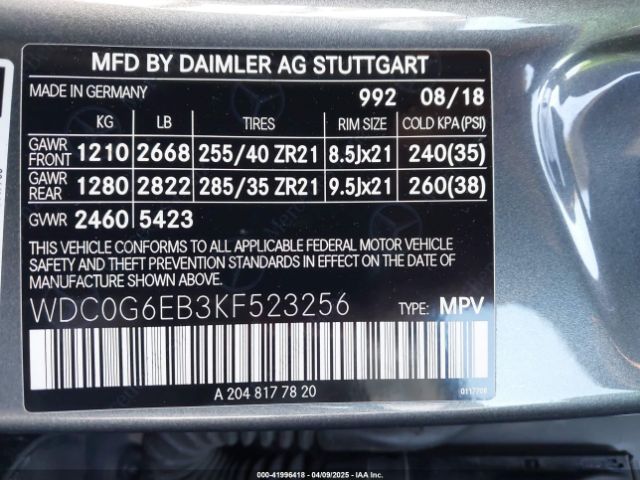 MFD BY DAIMLER AG STUTTGART
MADE IN GERMANY 992 08/18
KG LB TIRES RIM SIZE COLD KPA(PSI)
GAWR FRONT 1210 2668 255/40 ZR21 8.5Jx21 240(35)
GAWR REAR 1280 2822 285/35 ZR21 9.5Jx21 260(38)
GVWR 2460 5423
THIS VEHICLE CONFORMS TO ALL APPLICABLE FEDERAL MOTOR VEHICLE
SAFETY AND THEFT PREVENTION STANDARDS IN EFFECT ON THE DATE OF
MANUFACTURE SHOWN ABOVE.
WDC0G6EB3KF523256 TYPE: MPV
A 204 817 78 20
000-41996418 - 04/09/2025 - IAA Inc.